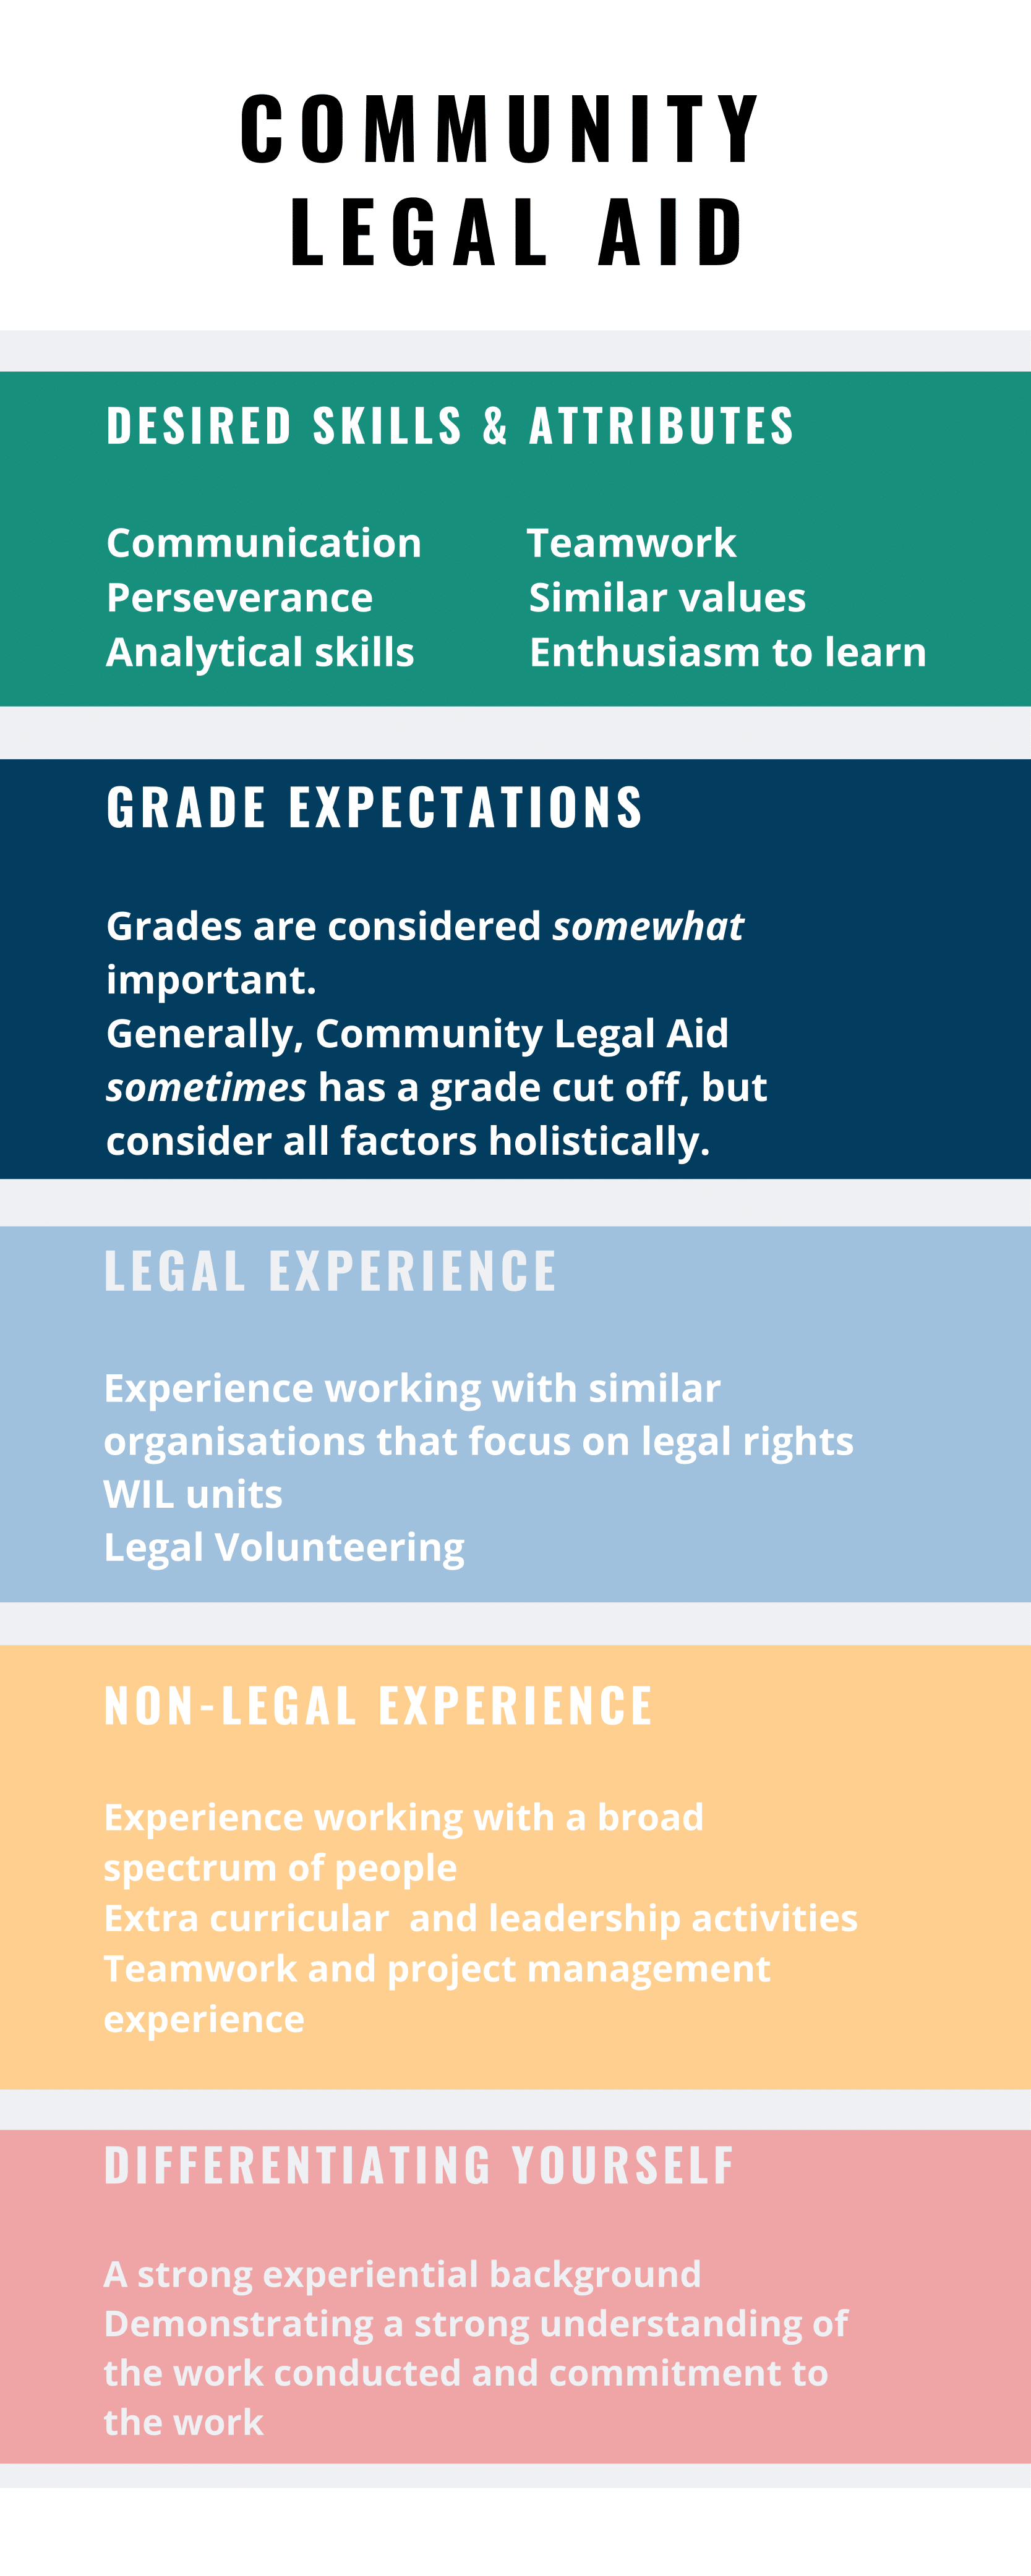 COMMUNITY
LEGAL AID
DESIRED SKILLS & ATTRIBUTES
Communication Teamwork
Perseverance Similar values
Analytical skills Enthusiasm to learn
GRADE EXPECTATIONS
Grades are considered somewhat
important.
Generally, Community Legal Aid
sometimes has a grade cut off, but
consider all factors holistically.
LEGAL EXPERIENCE
Experience working with similar
organisations that focus on legal rights
WIL units
Legal Volunteering
NON-LEGAL EXPERIENCE
Experience working with a broad
spectrum of people
Extra curricular  and leadership activities
Teamwork and project management
experience
DIFFERENTIATING YOURSELF
A strong experiential background
Demonstrating a strong understanding of
the work conducted and commitment to
the work